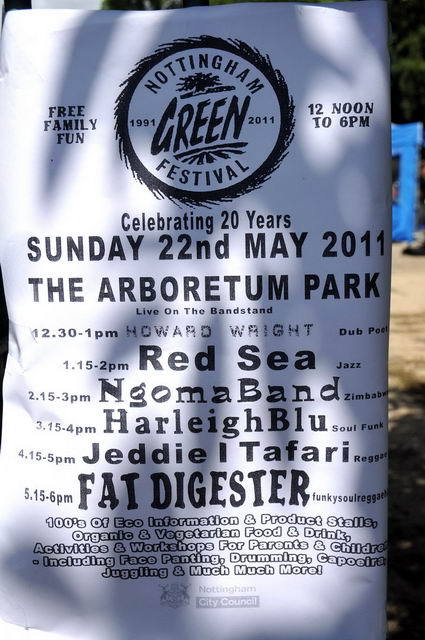 NOTTINGHAM
1991 GREEN 2011
FESTIVAL
FREE
FAMILY
FUN
12 NOON
TO 6PM
Celebrating 20 Years
SUNDAY 22nd MAY 2011
THE ARBORETUM PARK
Live On The Bandstand
12.30-1pm HOWARD WRIGHT Dub Poet
1.15-2pm Red Sea Jazz
2.15-3pm NgomaBand Zimbabw
3.15-4pm HarleighBlu Soul Funk
4.15-5pm Jeddie I Tafari Reggae
5.15-6pm FAT DIGESTER funkysoulreggae
100's Of Eco Information & Product Stalls,
Organic & Vegetarian Food & Drink,
Activities & Workshops For Parents & Childre
- Including Face Panting, Drumming, Capoeira,
Juggling & Much Much More!
Nottingham
City Council